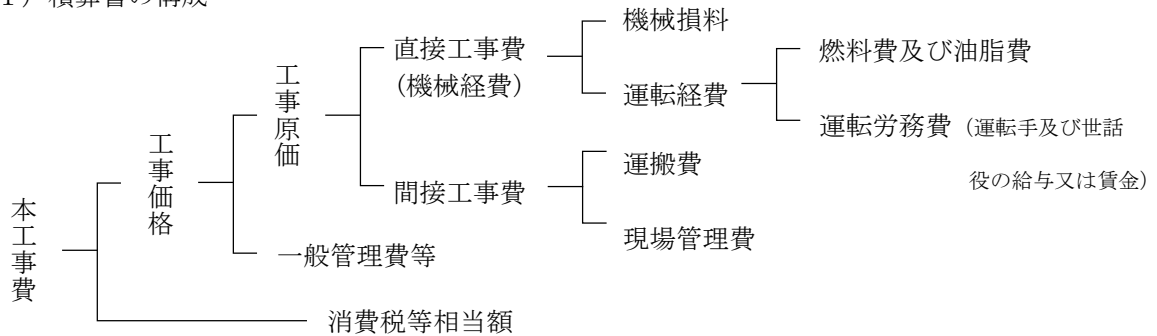 1）積算書の構成
機械損料
直接工事費
（機械経費）
燃料費及び油脂費
運転経費
工事原価
運転労務費（運転手及び世話
役の給与又は賃金）
工事価格
運搬費
間接工事費
本工事費
現場管理費
一般管理費等
消費税等相当額